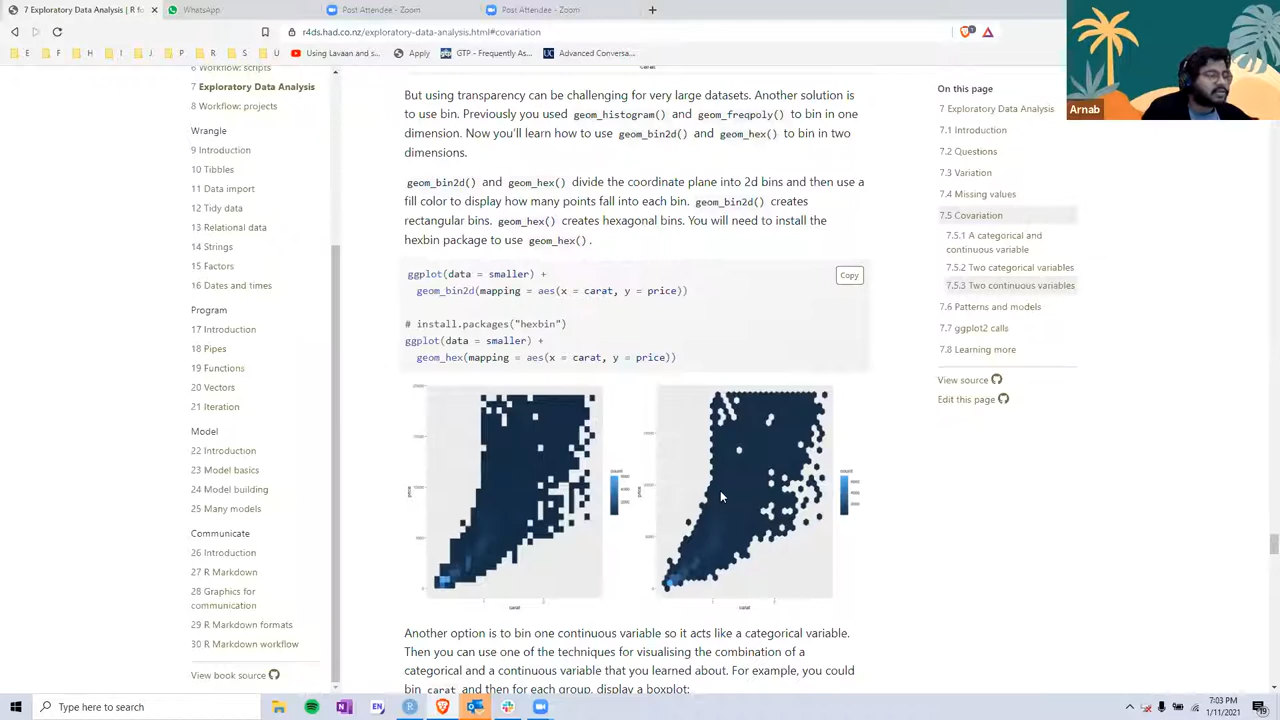 7 Exploratory Data Analysis | R f
WhatsApp
Post Attendee - Zoom
Post Attendee - Zoom
r4ds.had.co.nz/exploratory-data-analysis.html#covariation
E
F
H
I
J
P
R
S
U
Using Lavaan and s...
Apply
GTP - Frequently As...
Advanced Conversa...
Arnab
6 Workflow: scripts
7 Exploratory Data Analysis
8 Workflow: projects
Wrangle
9 Introduction
10 Tibbles
11 Data import
12 Tidy data
13 Relational data
14 Strings
15 Factors
16 Dates and times
Program
17 Introduction
18 Pipes
19 Functions
20 Vectors
21 Iteration
Model
22 Introduction
23 Model basics
24 Model building
25 Many models
Communicate
26 Introduction
27 R Markdown
28 Graphics for
communication
29 R Markdown formats
30 R Markdown workflow
View book source
carat
But using transparency can be challenging for very large datasets. Another solution is
to use bin. Previously you used geom_histogram() and geom_freqpoly() to bin in one
dimension. Now you'll learn how to use geom_bin2d() and geom_hex() to bin in two
dimensions.
geom_bin2d() and geom_hex() divide the coordinate plane into 2d bins and then use a
fill color to display how many points fall into each bin. geom_bin2d() creates
rectangular bins. geom_hex() creates hexagonal bins. You will need to install the
hexbin package to use geom_hex().
Copy
ggplot(data = smaller) +
geom_bin2d(mapping = aes(x = carat, y = price))
# install.packages("hexbin")
ggplot(data = smaller) +
geom_hex(mapping = aes(x = carat, y = price))
price
carat
count
price
carat
count
Another option is to bin one continuous variable so it acts like a categorical variable.
Then you can use one of the techniques for visualising the combination of a
categorical and a continuous variable that you learned about. For example, you could
bin carat and then for each group, display a boxplot:
On this page
7 Exploratory Data Analysis
7.1 Introduction
7.2 Questions
7.3 Variation
7.4 Missing values
7.5 Covariation
7.5.1 A categorical and
continuous variable
7.5.2 Two categorical variables
7.5.3 Two continuous variables
7.6 Patterns and models
7.7 ggplot2 calls
7.8 Learning more
View source
Edit this page
Type here to search
7:03 PM
1/11/2021